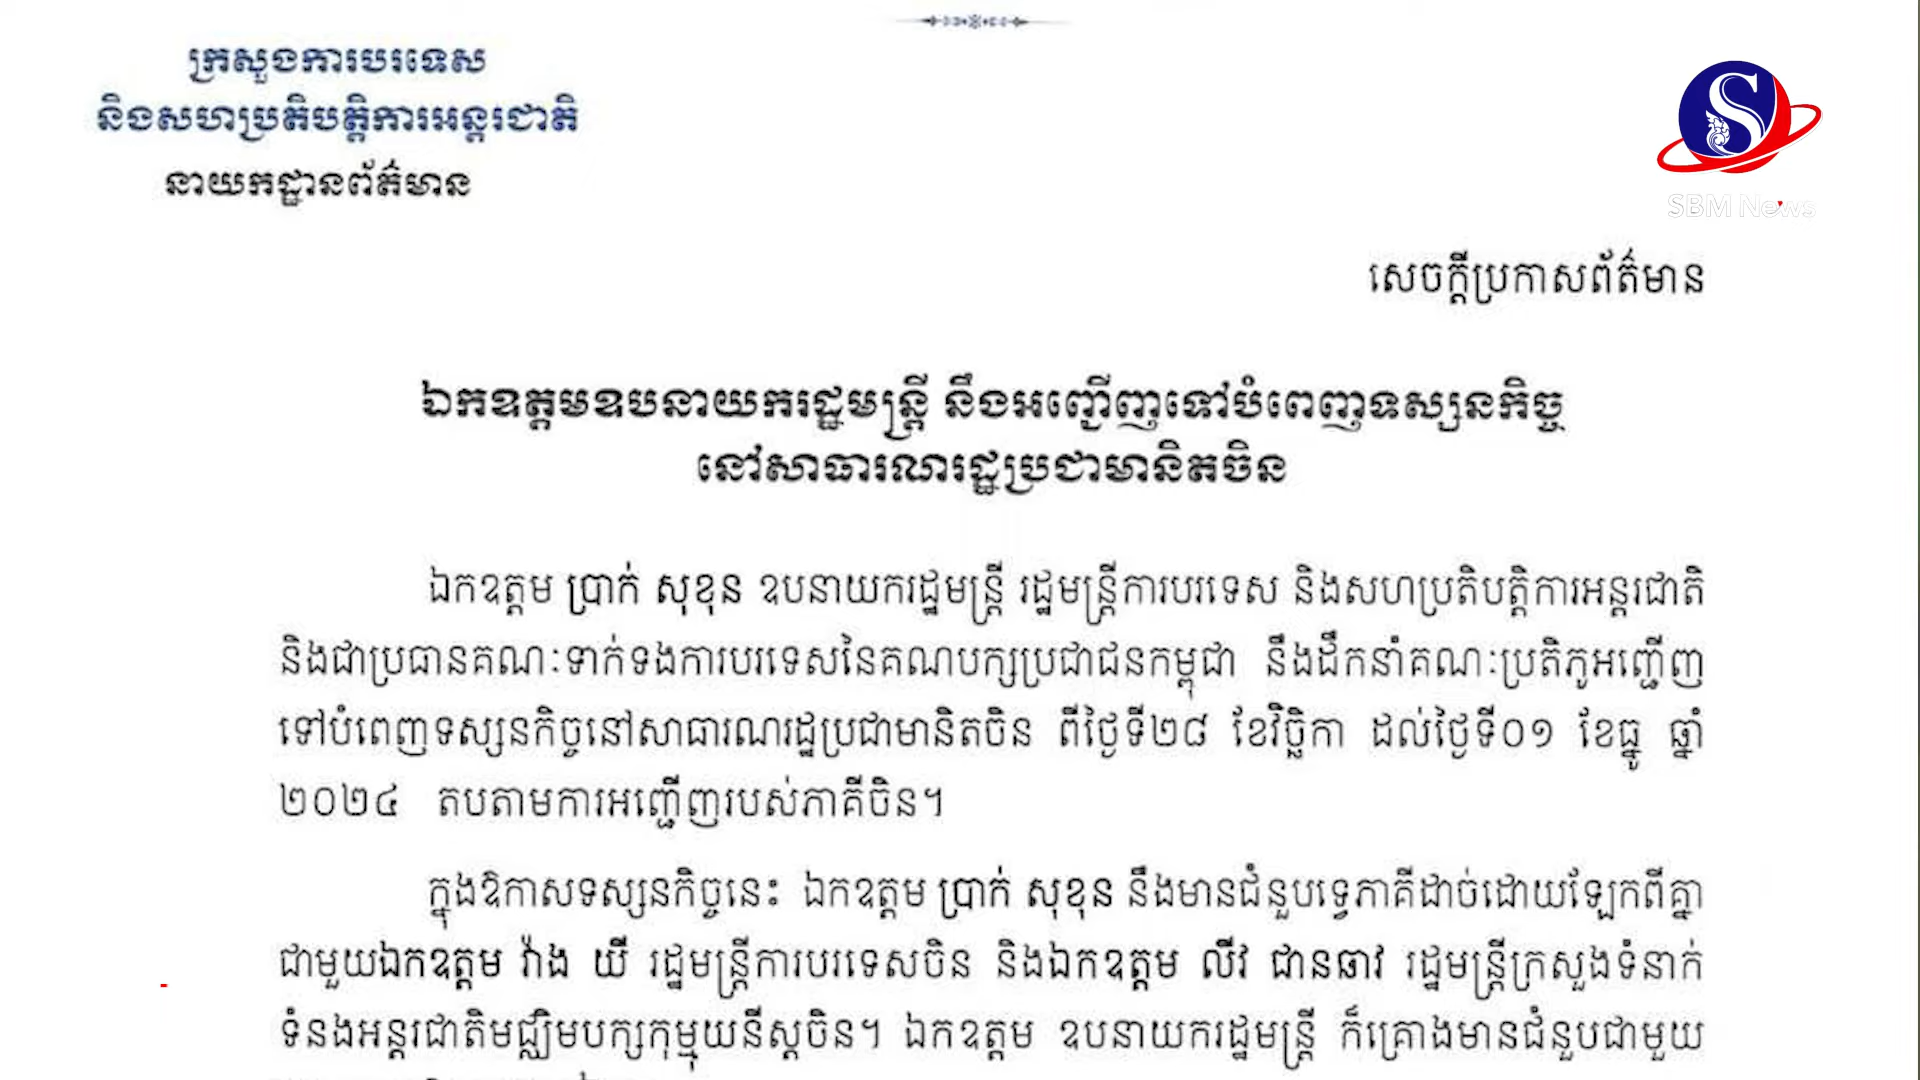 ក្រសួងការបរទេស
និងសហប្រតិបត្តិការអន្តរជាតិ
នាយកដ្ឋានព័ត៌មាន
SBM News
សេចក្តីប្រកាសព័ត៌មាន
ឯកឧត្តមឧបនាយករដ្ឋមន្ត្រី នឹងអញ្ជើញទៅបំពេញទស្សនកិច្ច
នៅសាធារណរដ្ឋប្រជាមានិតចិន
ឯកឧត្តម ប្រាក់ សុខុន ឧបនាយករដ្ឋមន្ត្រី រដ្ឋមន្ត្រីការបរទេស និងសហប្រតិបត្តិការអន្តរជាតិ
និងជាប្រធានគណៈទាក់ទងការបរទេសនៃគណបក្សប្រជាជនកម្ពុជា នឹងដឹកនាំគណៈប្រតិភូអញ្ជើញ
ទៅបំពេញទស្សនកិច្ចនៅសាធារណរដ្ឋប្រជាមានិតចិន ពីថ្ងៃទី២៨ ខែវិច្ឆិកា ដល់ថ្ងៃទី០១ ខែធ្នូ ឆ្នាំ
២០២៤ តបតាមការអញ្ជើញរបស់ភាគីចិន។
ក្នុងឱកាសទស្សនកិច្ចនេះ ឯកឧត្តម ប្រាក់ សុខុន នឹងមានជំនួបទ្វេភាគីដាច់ដោយឡែកពីគ្នា
ជាមួយឯកឧត្តម វ៉ាង យី រដ្ឋមន្ត្រីការបរទេសចិន និងឯកឧត្តម លីវ ជានឆាវ រដ្ឋមន្ត្រីក្រសួងទំនាក់
ទំនងអន្តរជាតិមជ្ឈិមបក្សកុម្មុយនីស្តចិន។ ឯកឧត្តម ឧបនាយករដ្ឋមន្ត្រី ក៏គ្រោងមានជំនួបជាមួយ